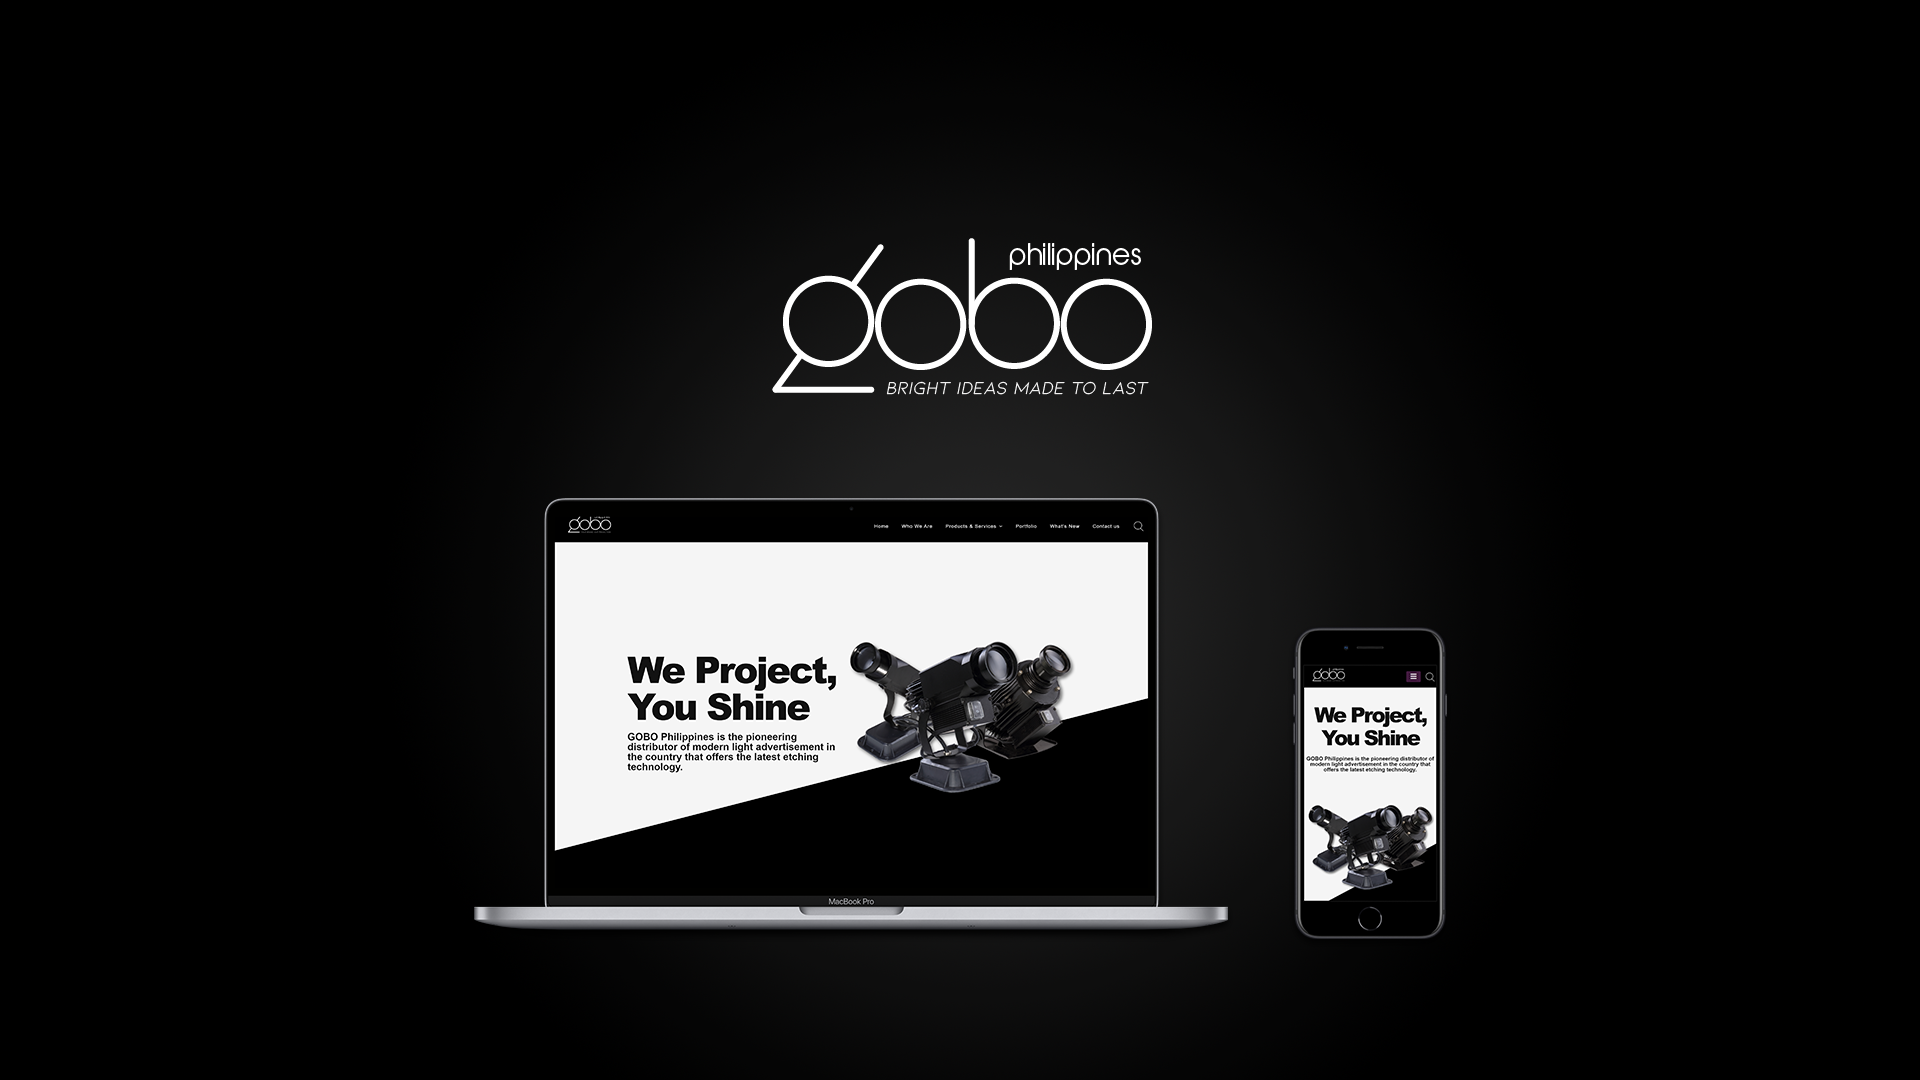 philippines
gobo
BRIGHT IDEAS MADE TO LAST
gobo
Home Who We Are Products & Services Portfolio What's New Contact us
We Project,
You Shine
GOBO Philippines is the pioneering
distributor of modern light advertisement in
the country that offers the latest etching
technology.
MacBook Pro
gobo
We Project,
You Shine
GOBO Philippines is the pioneering distributor of
modern light advertisement in the country that
offers the latest etching technology.